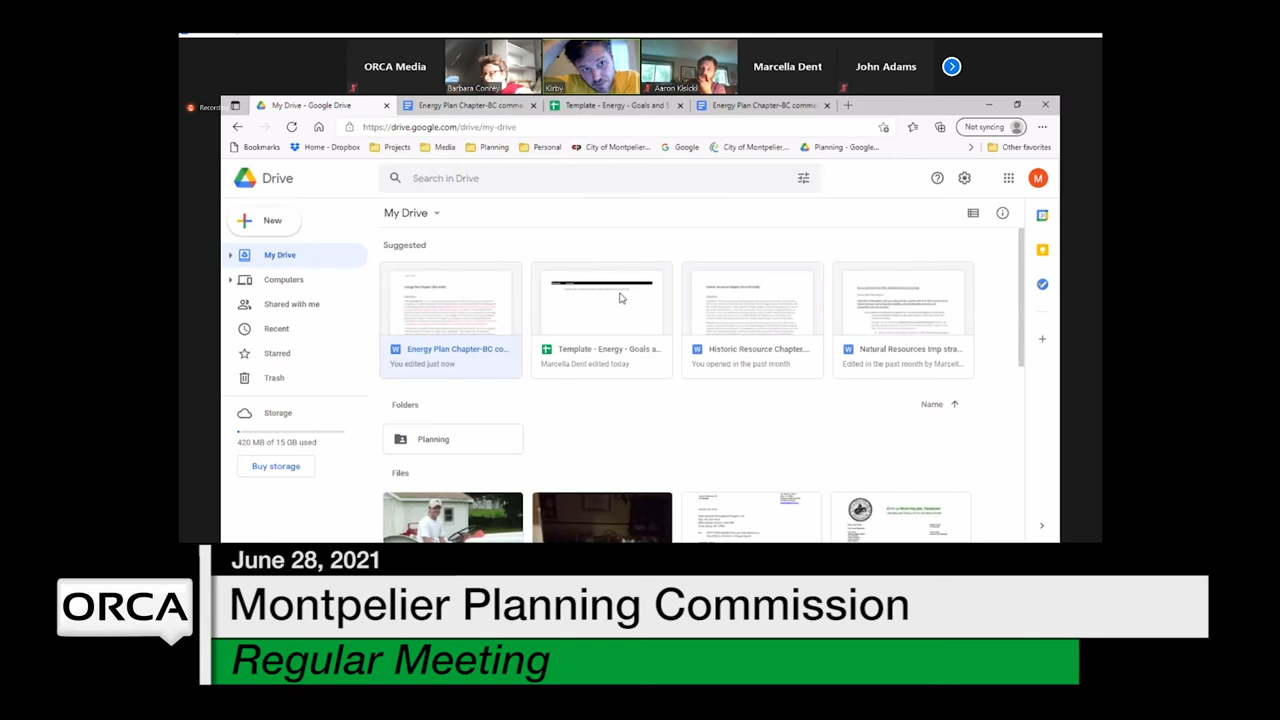 ORCA Media
Barbara Conrey
Kirby
Aaron Kisicki
Marcella Dent
John Adams
Recording
My Drive - Google Drive
Energy Plan Chapter-BC comme
Template - Energy - Goals and S
Energy Plan Chapter-BC comme
https://drive.google.com/drive/my-drive
Not syncing
Bookmarks
Home - Dropbox
Projects
Media
Planning
Personal
City of Montpelier...
Google
City of Montpelier,...
Planning - Google...
Other favorites
Drive
Search in Drive
M
New
My Drive
My Drive
Computers
Shared with me
Recent
Starred
Trash
Storage
420 MB of 15 GB used
Buy storage
Suggested
Energy Plan Chapter-BC co...
You edited just now
Template - Energy - Goals a...
Marcella Dent edited today
Historic Resource Chapter...
You opened in the past month
Natural Resources Imp stra...
Edited in the past month by Marcell...
Folders
Name
Planning
Files
June 28, 2021
ORCA
Montpelier Planning Commission
Regular Meeting